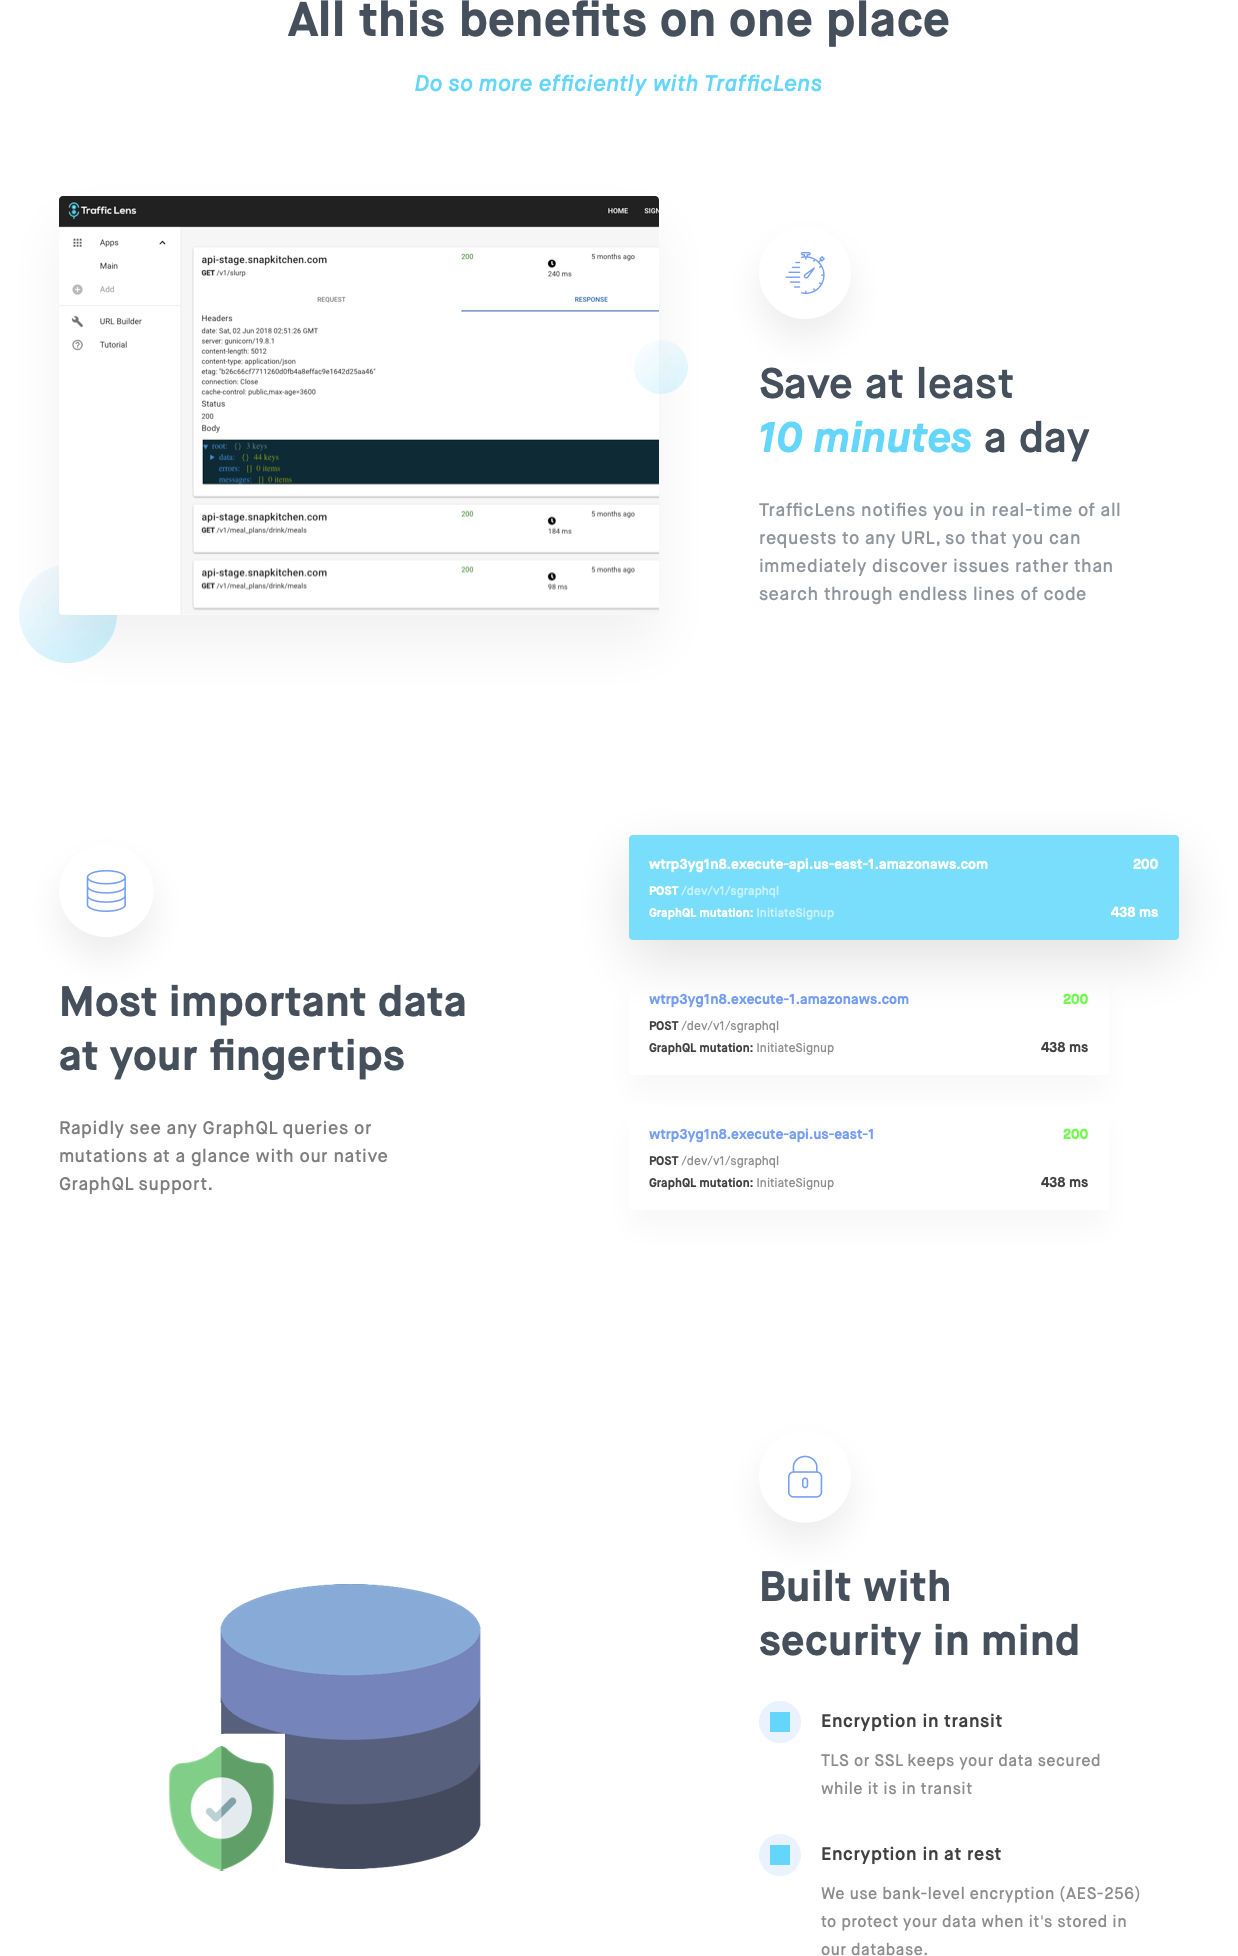 All this benefits on one place
Do so more efficiently with TrafficLens
Traffic Lens
HOME SIGN
Apps
Main
Add
URL Builder
Tutorial
api-stage.snapkitchen.com 200 5 months ago
GET /v1/slurp 240 ms
REQUEST RESPONSE
Headers
date: Sat, 02 Jun 2018 02:51:26 GMT
server: gunicorn/19.8.1
content-length: 5012
content-type: application/json
etag: "b26c66cf7711260d0fb4a8effac9e1642d25aa46"
connection: Close
cache-control: public,max-age=3600
Status
200
Body
root: {} 3 keys
data: {} 44 keys
errors: [] 0 items
messages: [] 0 items
api-stage.snapkitchen.com 200 5 months ago
GET /v1/meal_plans/drink/meals 184 ms
api-stage.snapkitchen.com 200 5 months ago
GET /v1/meal_plans/drink/meals 98 ms
Save at least
10 minutes a day
TrafficLens notifies you in real-time of all
requests to any URL, so that you can
immediately discover issues rather than
search through endless lines of code
Most important data
at your fingertips
Rapidly see any GraphQL queries or
mutations at a glance with our native
GraphQL support.
wtrp3yg1n8.execute-api.us-east-1.amazonaws.com 200
POST /dev/v1/sgraphql
GraphQL mutation: InitiateSignup 438 ms
wtrp3yg1n8.execute-1.amazonaws.com 200
POST /dev/v1/sgraphql
GraphQL mutation: InitiateSignup 438 ms
wtrp3yg1n8.execute-api.us-east-1 200
POST /dev/v1/sgraphql
GraphQL mutation: InitiateSignup 438 ms
Built with
security in mind
Encryption in transit
TLS or SSL keeps your data secured
while it is in transit
Encryption in at rest
We use bank-level encryption (AES-256)
to protect your data when it's stored in
our database.